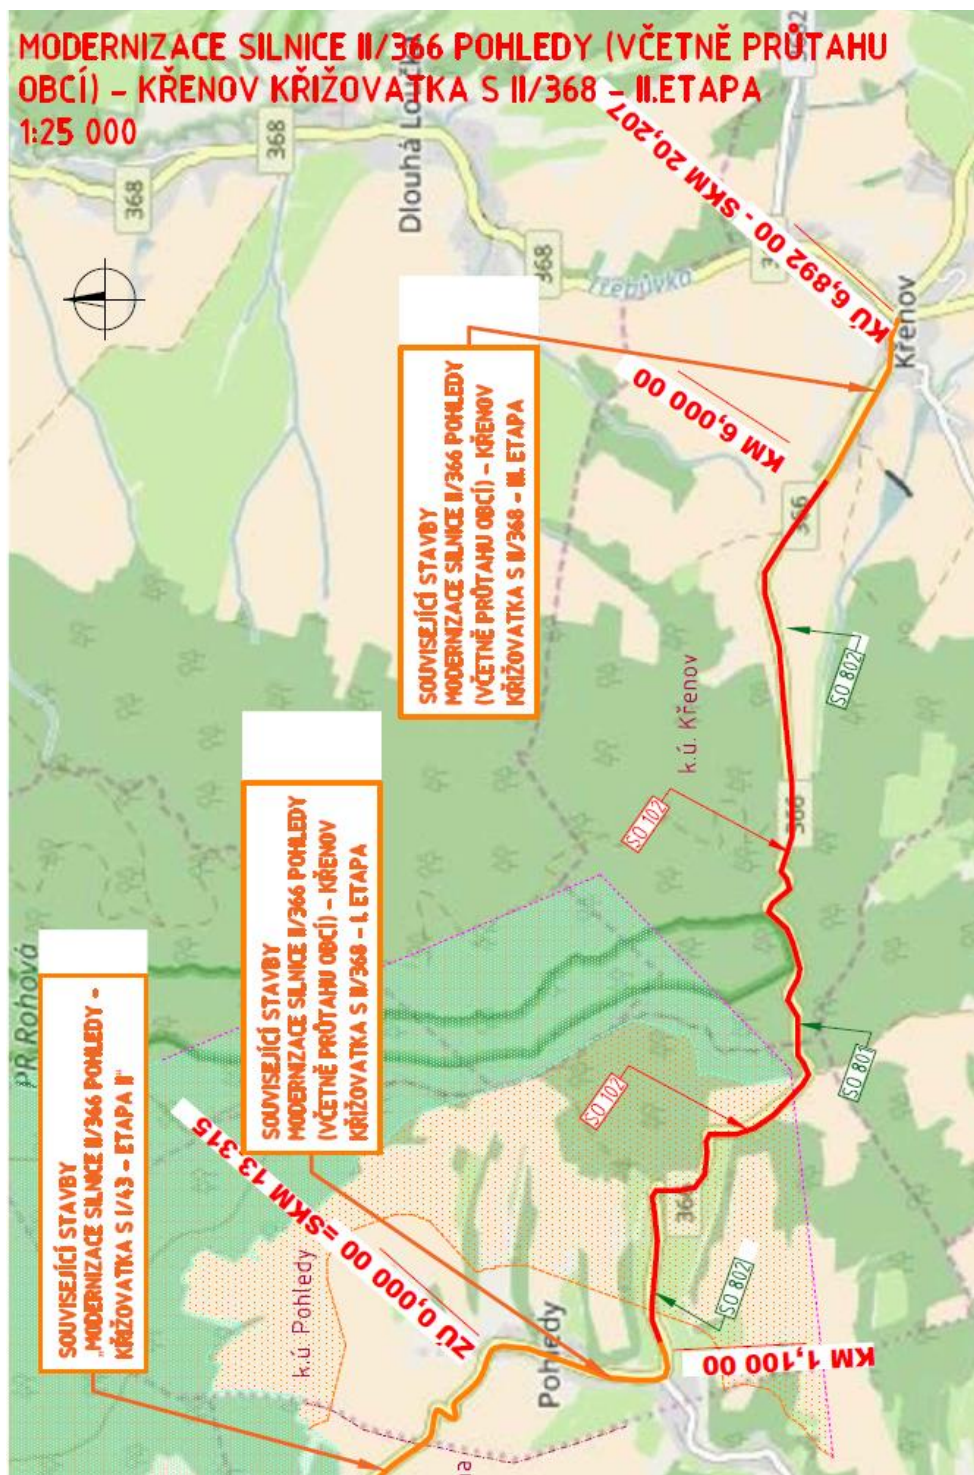 MODERNIZACE SILNICE II/366 POHLEDY (VČETNĚ PRŮTAHU
OBCÍ) – KŘENOV KŘIŽOVATKA S II/368 – II.ETAPA
1:25 000
368
368
368
Dlouhá Loučka
368
Třebůvka
KÚ 6,892 00 - SKM 20,207
Křenov
KM 6,000 00
SOUVISEJÍCÍ STAVBY
MODERNIZACE SILNICE II/366 POHLEDY
(VČETNĚ PRŮTAHU OBCÍ) – KŘENOV
KŘIŽOVATKA S II/368 – III. ETAPA
366
SO 802
k.ú. Křenov
SO 102
366
SOUVISEJÍCÍ STAVBY
MODERNIZACE SILNICE II/366 POHLEDY
(VČETNĚ PRŮTAHU OBCÍ) – KŘENOV
KŘIŽOVATKA S II/368 – I. ETAPA
PR Rohová
SO 801
SO 102
SOUVISEJÍCÍ STAVBY
„MODERNIZACE SILNICE II/366 POHLEDY –
KŘIŽOVATKA S I/43 – ETAPA II"
ZÚ 0,000 00 =SKM 13.315
k.ú. Pohledy
36
SO 802
Pohledy
KM 1,100 00
na